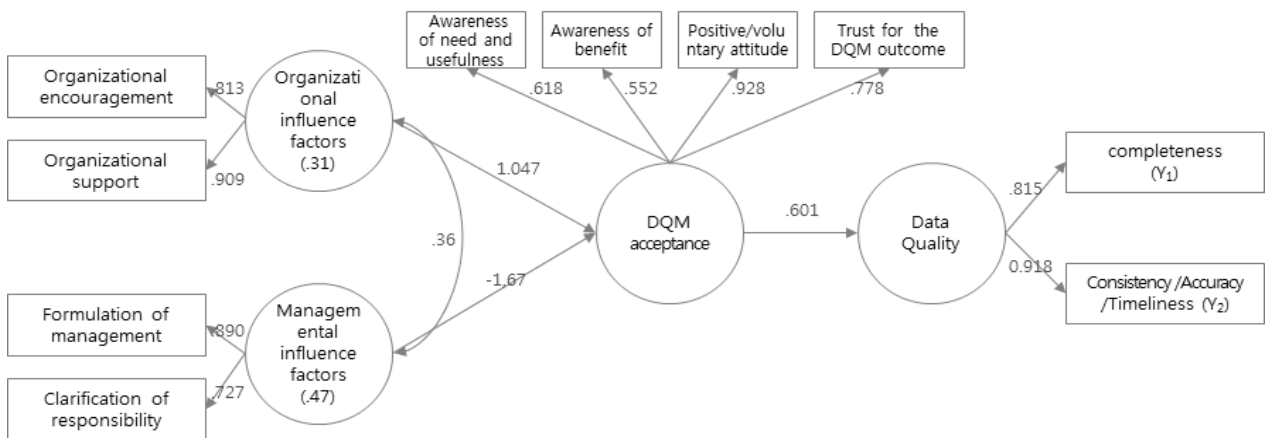 Awareness
of need and
usefulness
Awareness of
benefit
Positive/volu
ntary attitude
Trust for the
DQM outcome
.618
.552
.928
.778
Organizational
encouragement
.813
Organizational
support
.909
Organizati
onal
influence
factors
(.31)
1.047
.36
-1.67
DQM
acceptance
.601
Data
Quality
.815
completeness
(Y1)
0.918
Consistency/Accuracy
/Timeliness (Y2)
Formulation of
management
.890
Clarification of
responsibility
.727
Managem
ental
influence
factors
(.47)